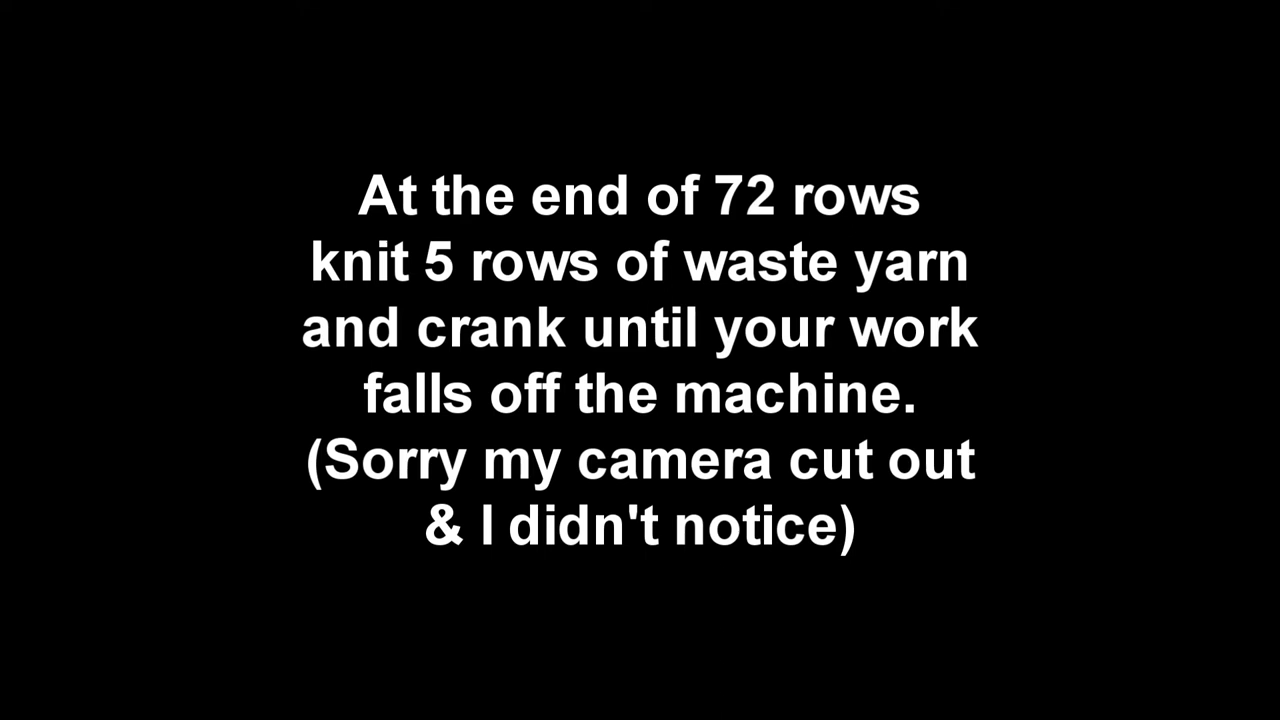 At the end of 72 rows
knit 5 rows of waste yarn
and crank until your work
falls off the machine.
(Sorry my camera cut out
& I didn't notice)